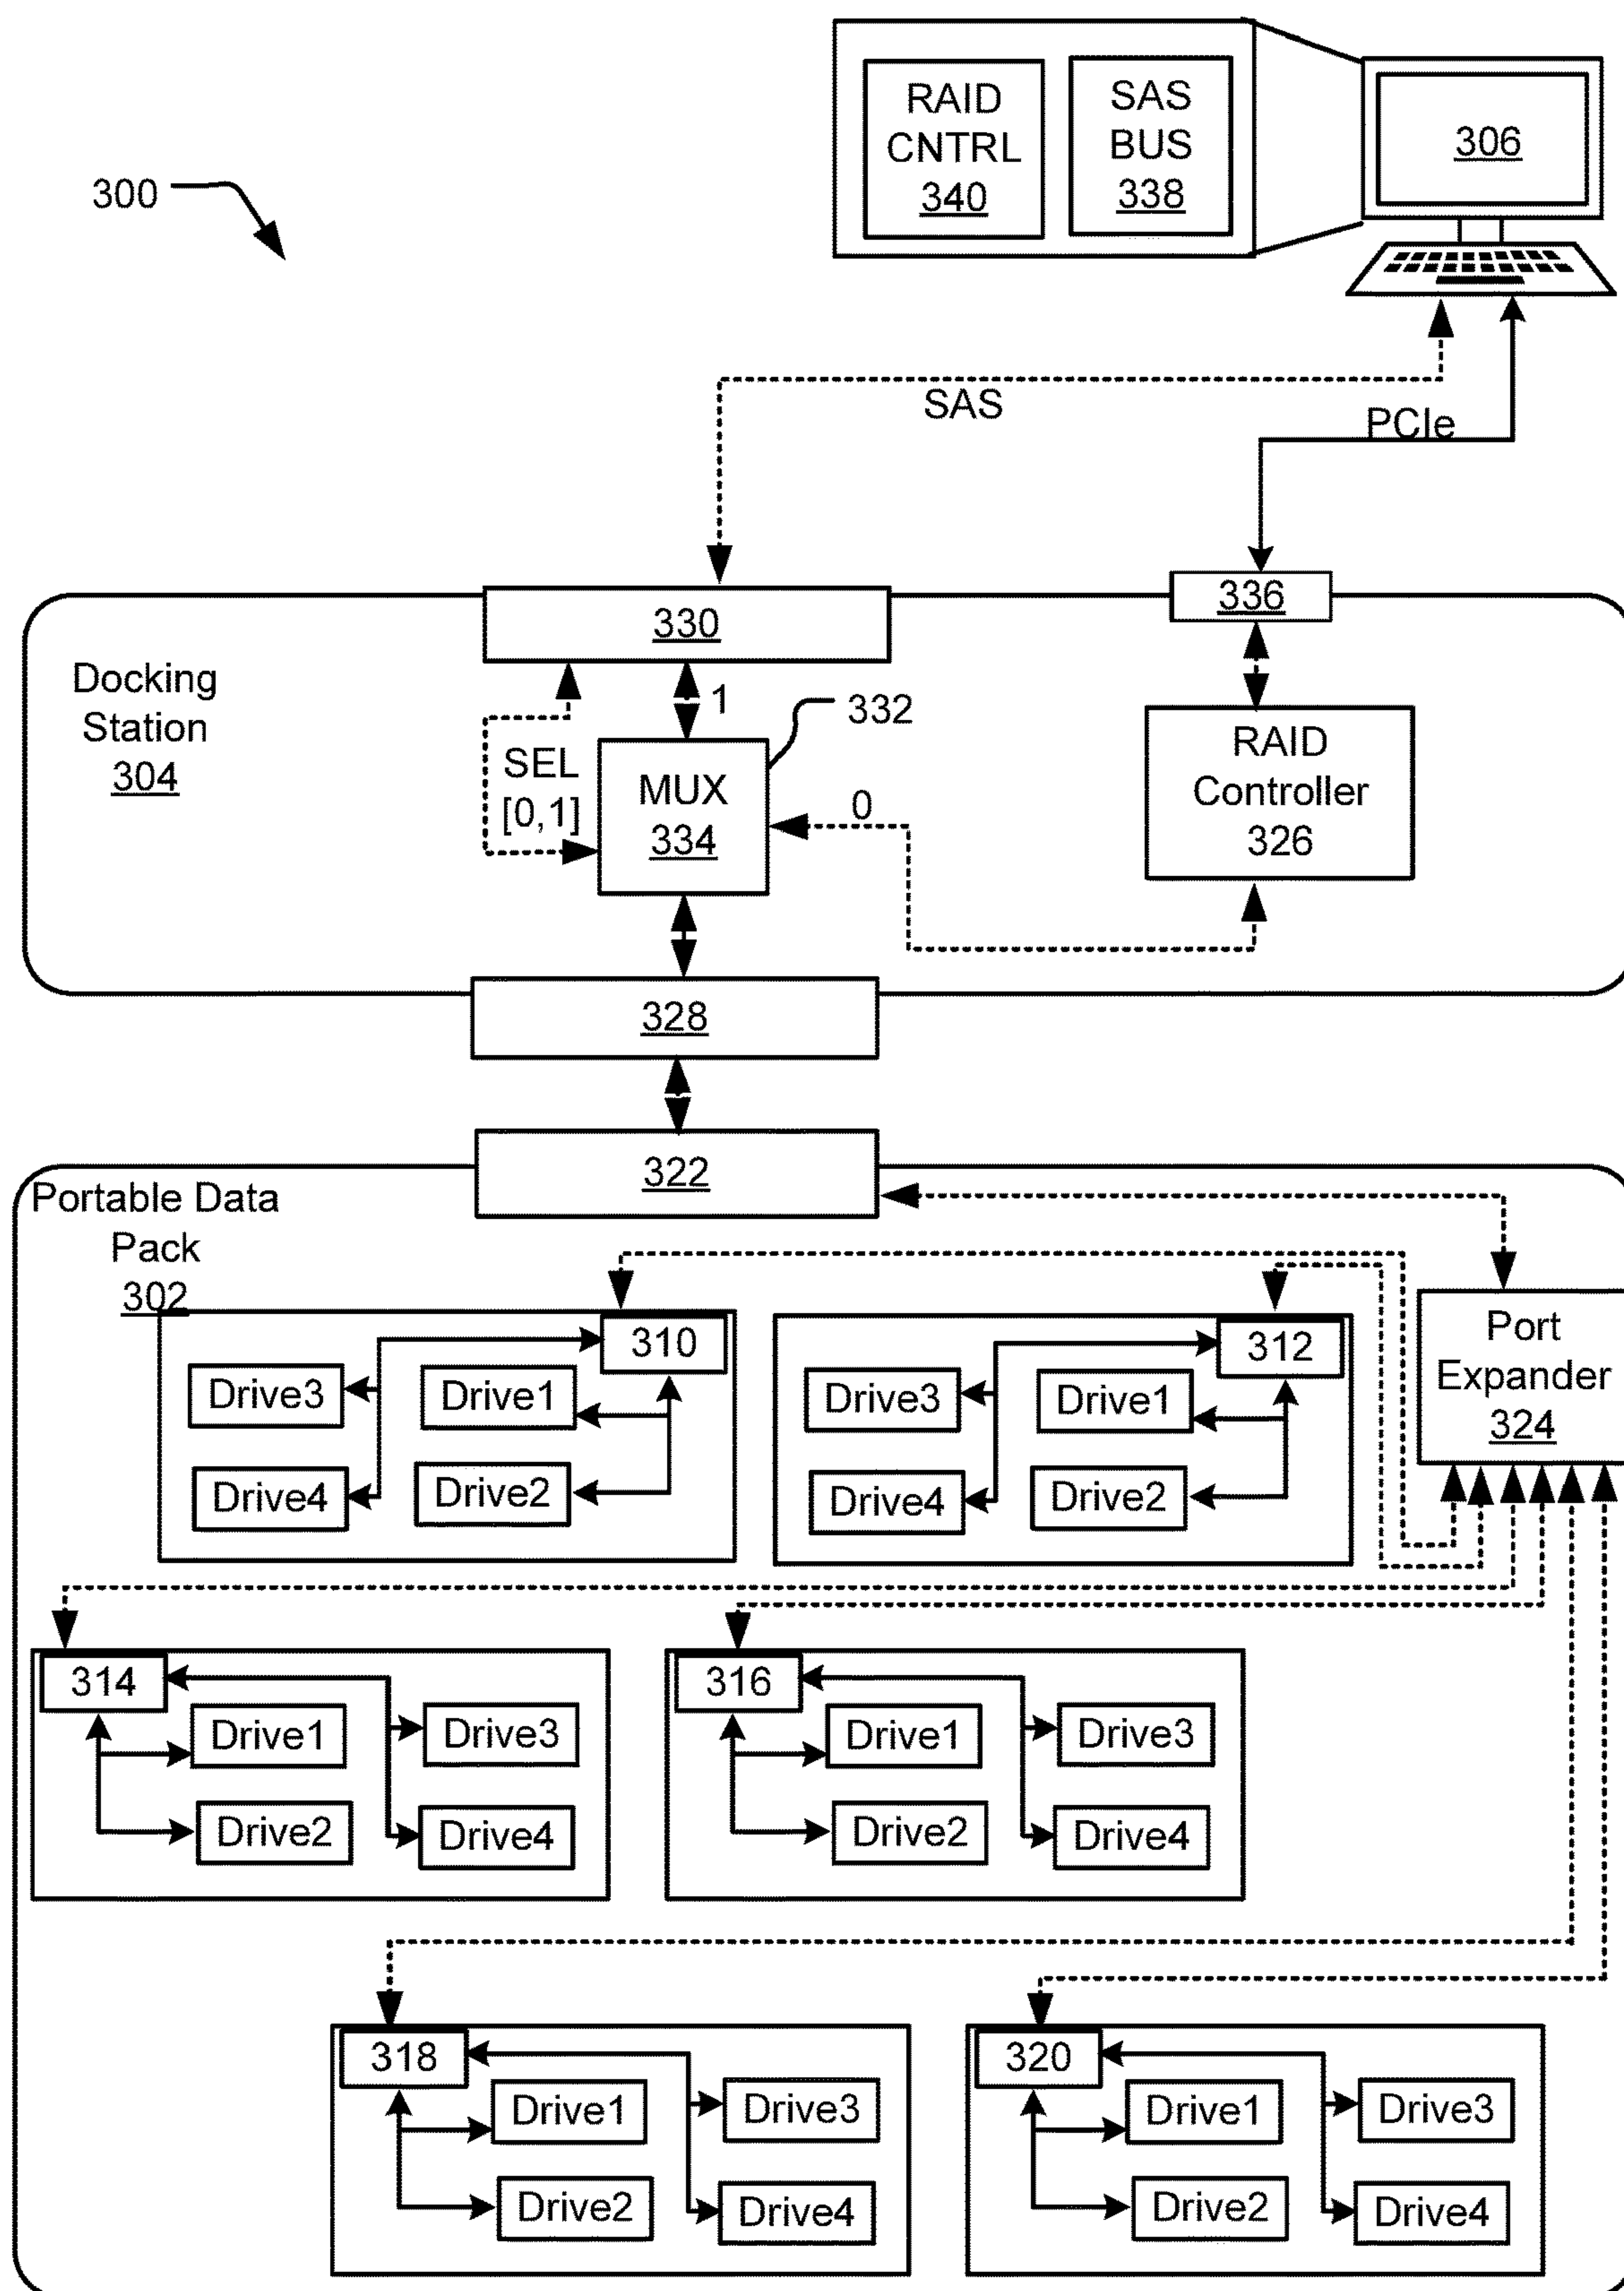 RAID
CNTRL
340
SAS
BUS
338
306
300
SAS
PCIe
330
336
Docking
Station
304
1
332
SEL
[0,1]
MUX
334
0
RAID
Controller
326
328
322
Portable Data
Pack
302
310
Drive3
Drive1
Drive4
Drive2
312
Drive3
Drive1
Drive4
Drive2
Port
Expander
324
314
Drive1
Drive3
Drive2
Drive4
316
Drive1
Drive3
Drive2
Drive4
318
Drive1
Drive3
Drive2
Drive4
320
Drive1
Drive3
Drive2
Drive4